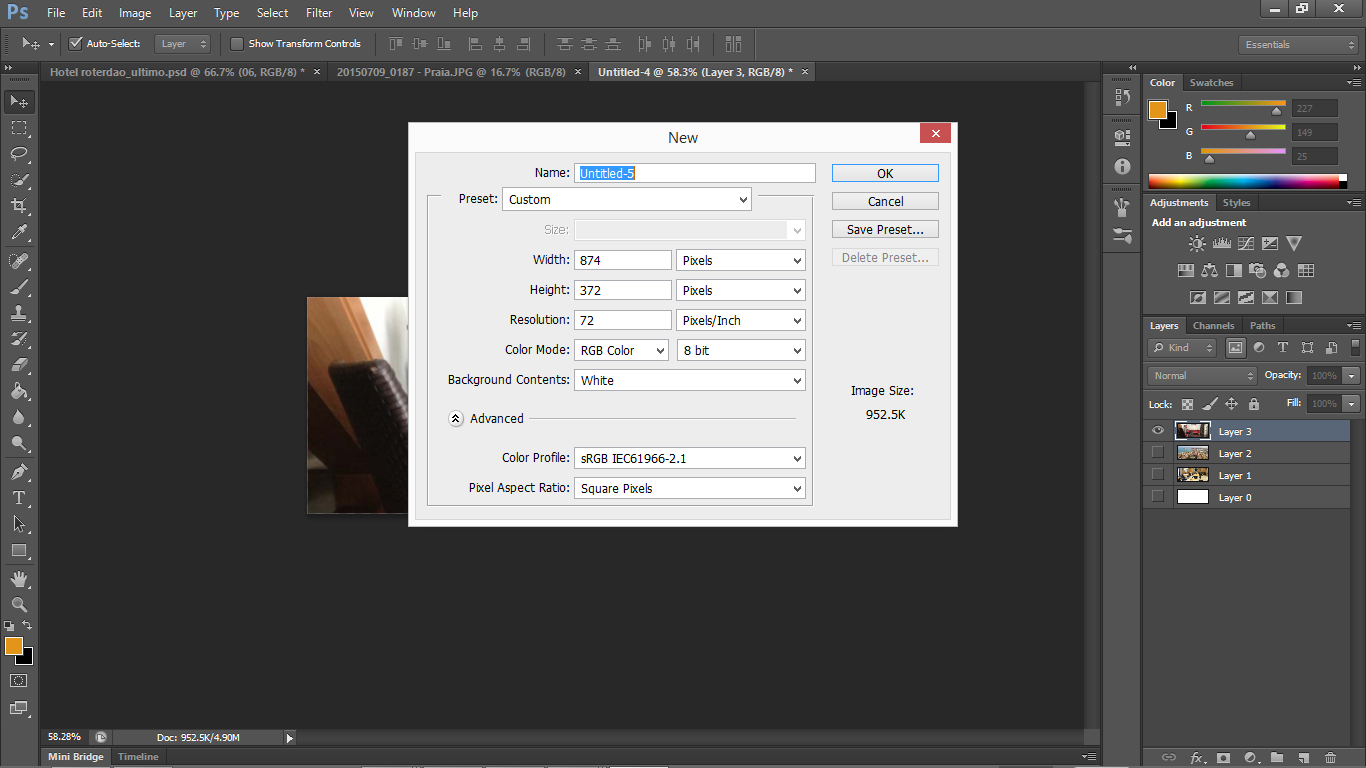 Ps File Edit Image Layer Type Select Filter View Window Help
Auto-Select: Layer Show Transform Controls Essentials
Hotel roterdao_ultimo.psd @ 66.7% (06, RGB/8) * × 20150709_0187 - Praia.JPG @ 16.7% (RGB/8) × Untitled-4 @ 58.3% (Layer 3, RGB/8) * ×
New
Name: Untitled-5
Preset: Custom
Size:
Width: 874 Pixels
Height: 372 Pixels
Resolution: 72 Pixels/Inch
Color Mode: RGB Color 8 bit
Background Contents: White
Advanced
Color Profile: sRGB IEC61966-2.1
Pixel Aspect Ratio: Square Pixels
OK
Cancel
Save Preset...
Delete Preset...
Image Size:
952.5K
Color Swatches
R 227
G 149
B 25
Adjustments Styles
Add an adjustment
Layers Channels Paths
Kind
Normal Opacity: 100%
Lock: Fill: 100%
Layer 3
Layer 2
Layer 1
Layer 0
fx
58.28% Doc: 952.5K/4.90M
Mini Bridge Timeline